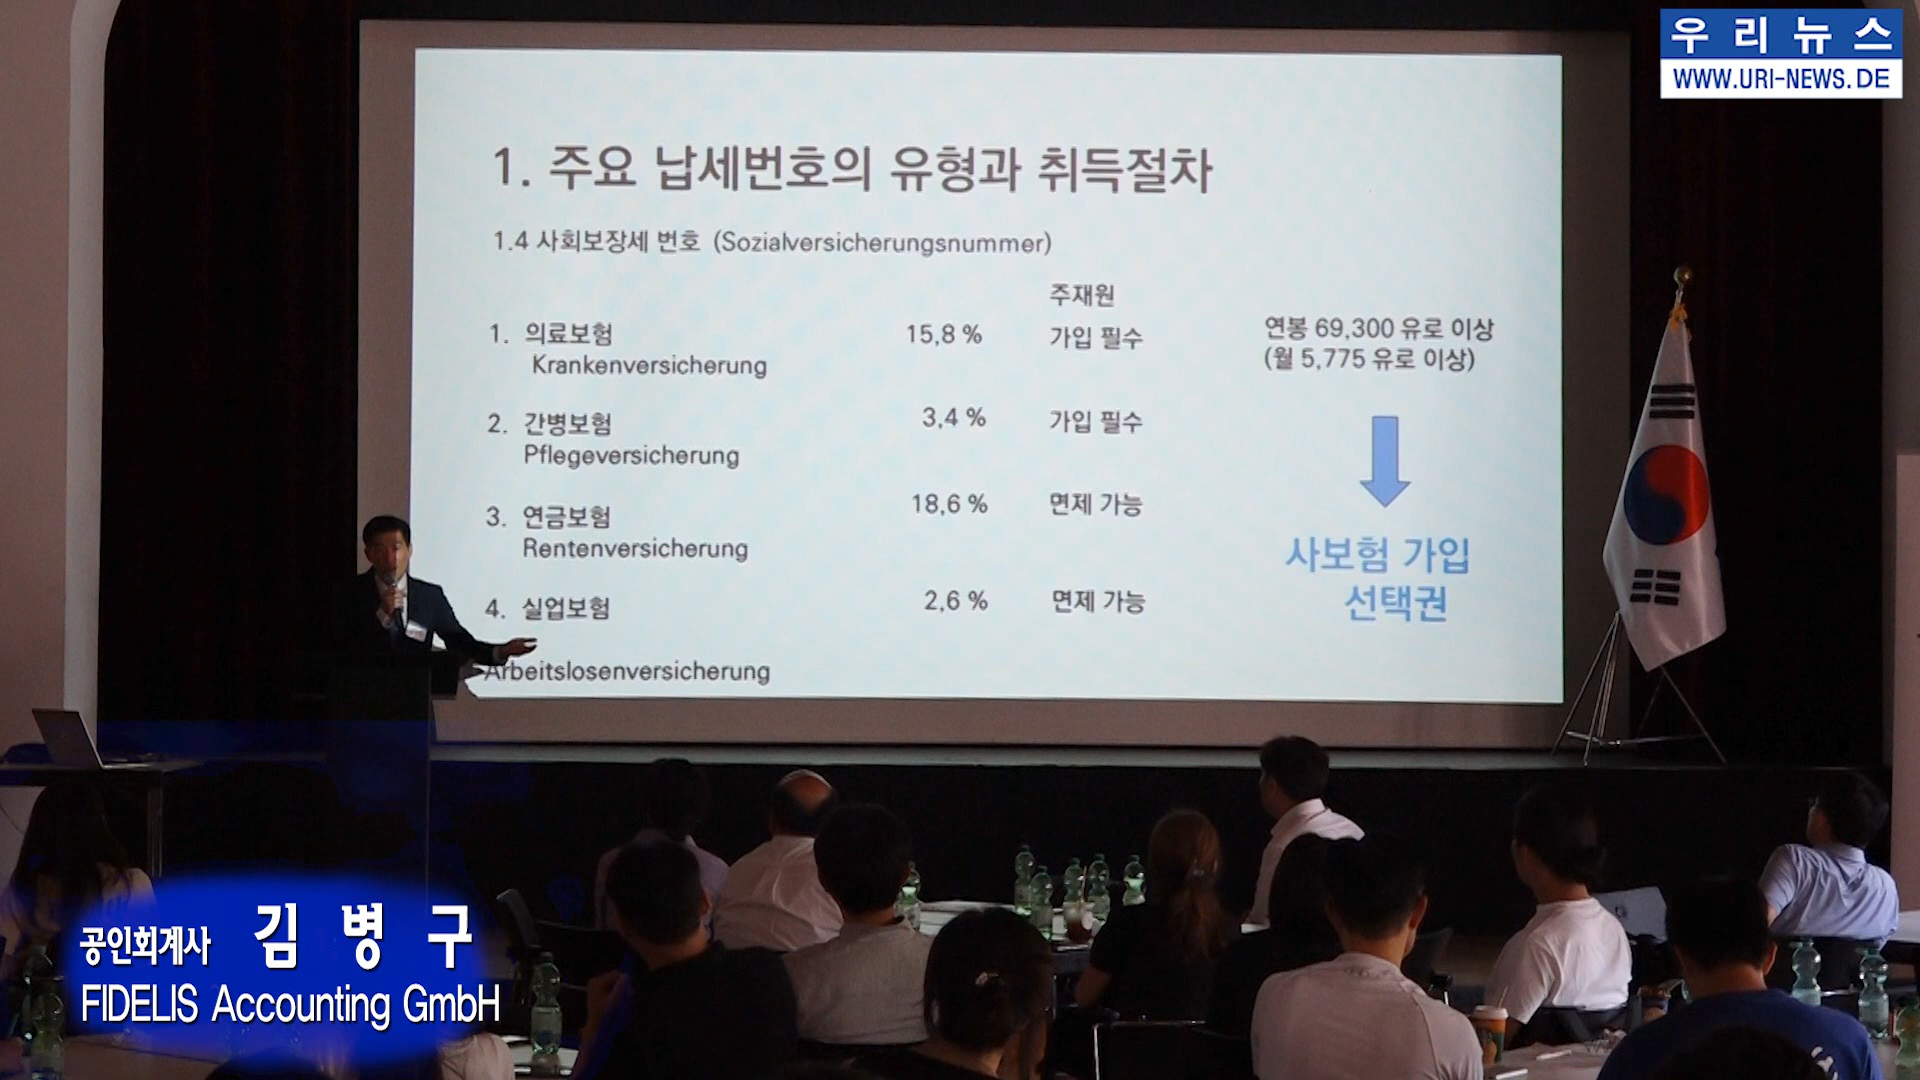 우리뉴스
WWW.URI-NEWS.DE
1. 주요 납세번호의 유형과 취득절차
1.4 사회보장세 번호 (Sozialversicherungsnummer)
주재원
1. 의료보험 15,8 % 가입 필수
Krankenversicherung
연봉 69,300 유로 이상
(월 5,775 유로 이상)
2. 간병보험 3,4 % 가입 필수
Pflegeversicherung
3. 연금보험 18,6 % 면제 가능
Rentenversicherung
사보험 가입
선택권
4. 실업보험 2,6 % 면제 가능
Arbeitslosenversicherung
공인회계사 김병구
FIDELIS Accounting GmbH